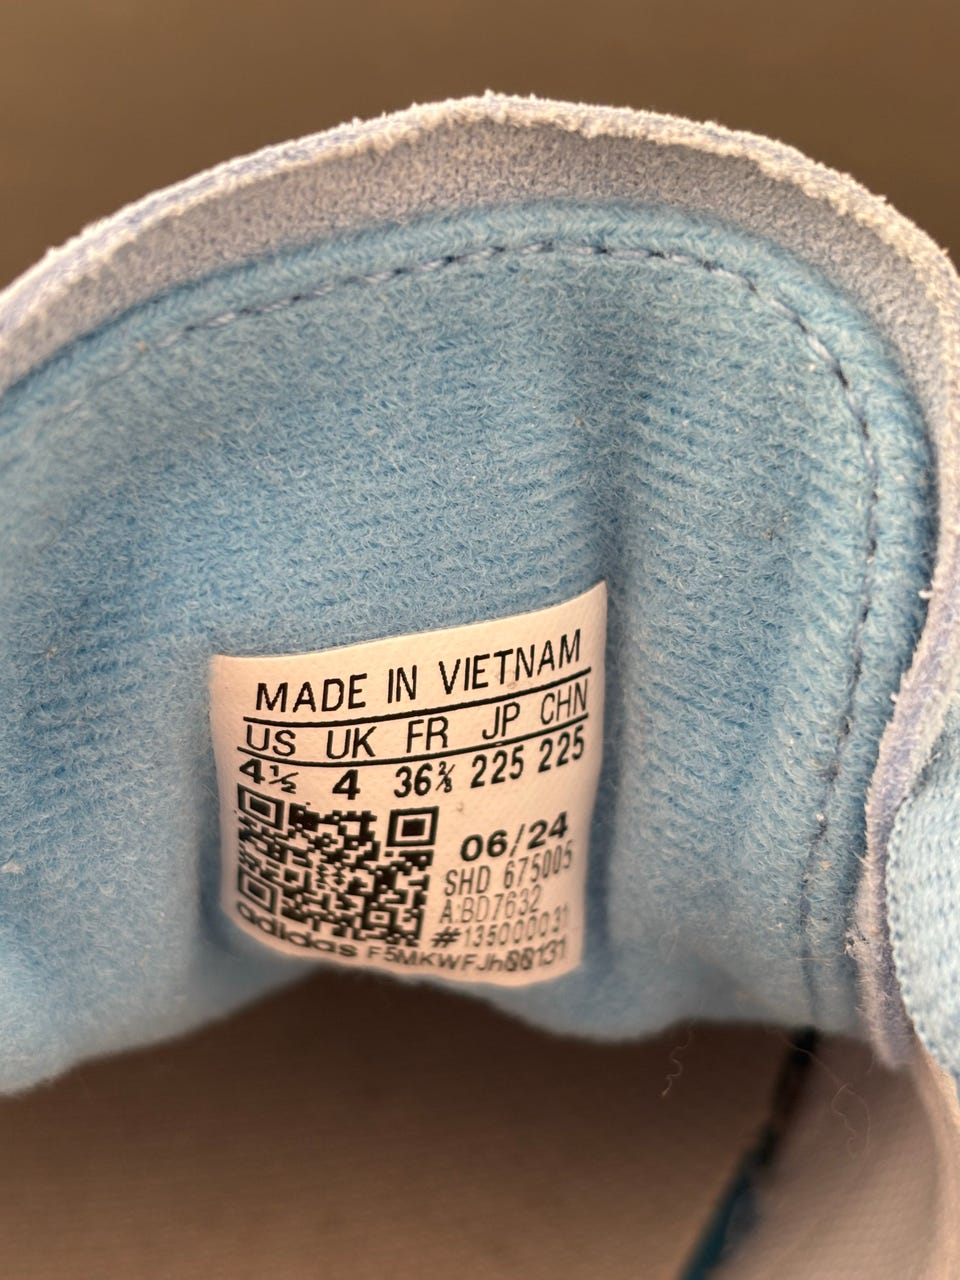 MADE IN VIETNAM
US UK FR JP CHN
4½ 4 36⅔ 225 225
06/24
SHD 675005
A:BD7632
#135000031
adidas F5MKWFJh00131